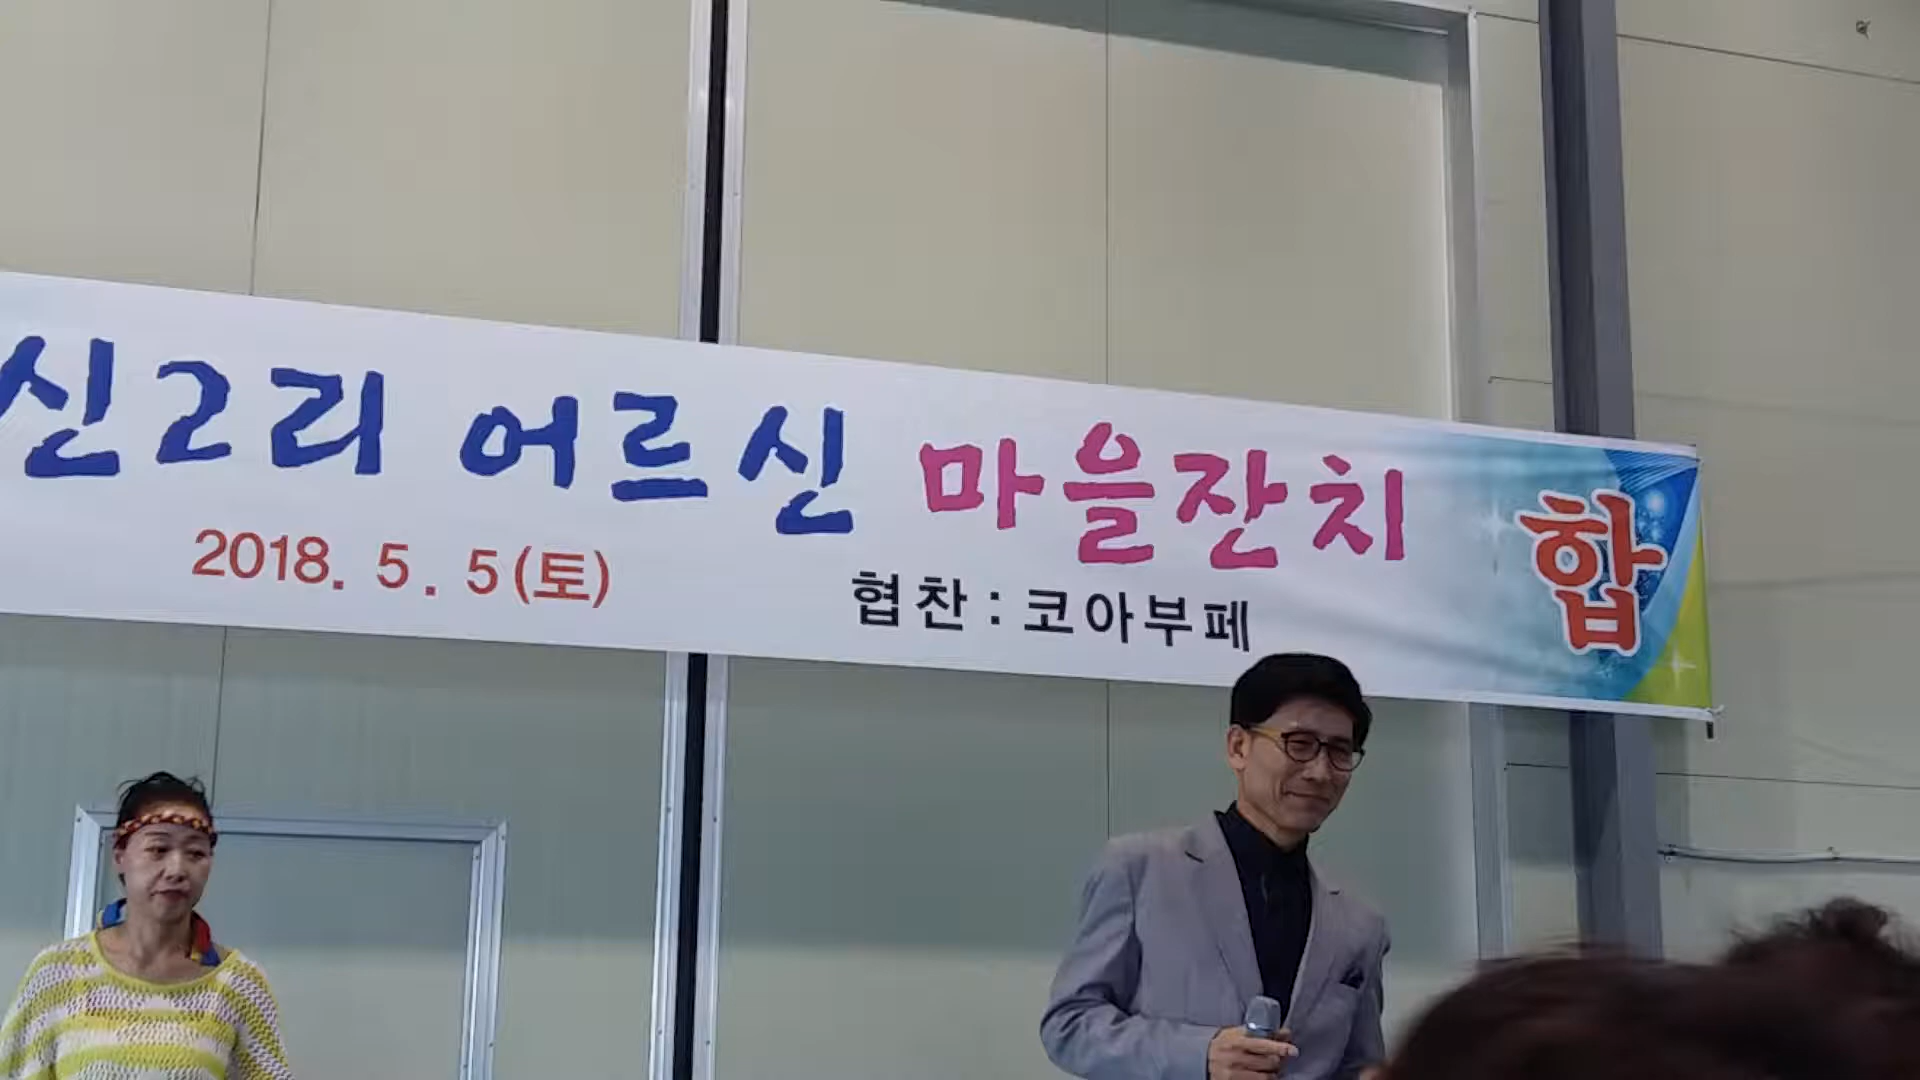 신2리 어르신 마을잔치
합
2018. 5. 5(토)
협찬 : 코아부페